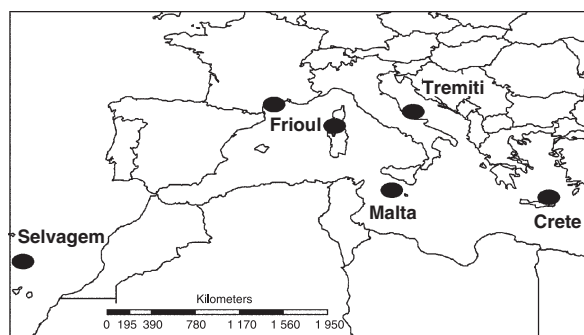 Tremiti
Frioul
Malta
Crete
Selvagem
Kilometers
0 195 390 780 1 170 1 560 1 950